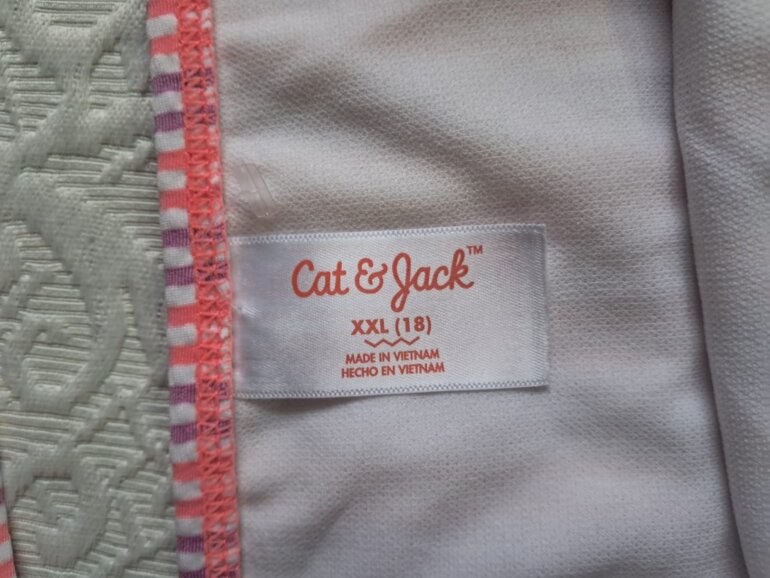 Cat & Jack™
XXL (18)
MADE IN VIETNAM
HECHO EN VIETNAM